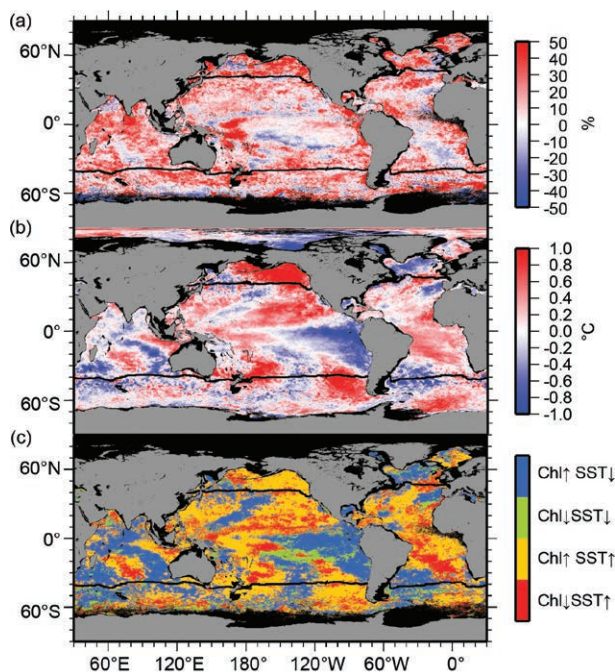 (a)
60°N
0°
60°S
50
40
30
20
10
0
-10
-20
-30
-40
-50
%
(b)
60°N
0°
60°S
1.0
0.8
0.6
0.4
0.2
0.0
-0.2
-0.4
-0.6
-0.8
-1.0
°C
(c)
60°N
0°
60°S
Chl↑ SST↓
Chl↓SST↓
Chl↑ SST↑
Chl↓SST↑
60°E 120°E 180° 120°W 60°W 0°